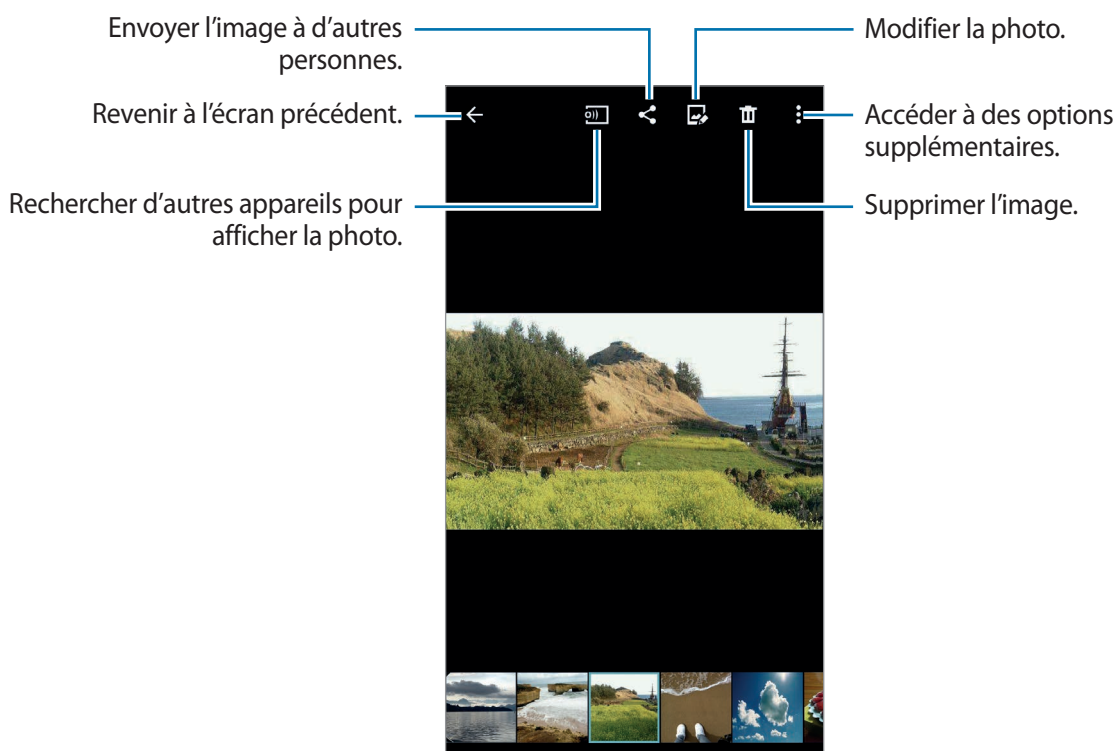 Envoyer l’image à d’autres
personnes.
Modifier la photo.
Revenir à l’écran précédent.
Accéder à des options
supplémentaires.
Rechercher d’autres appareils pour
afficher la photo.
Supprimer l’image.